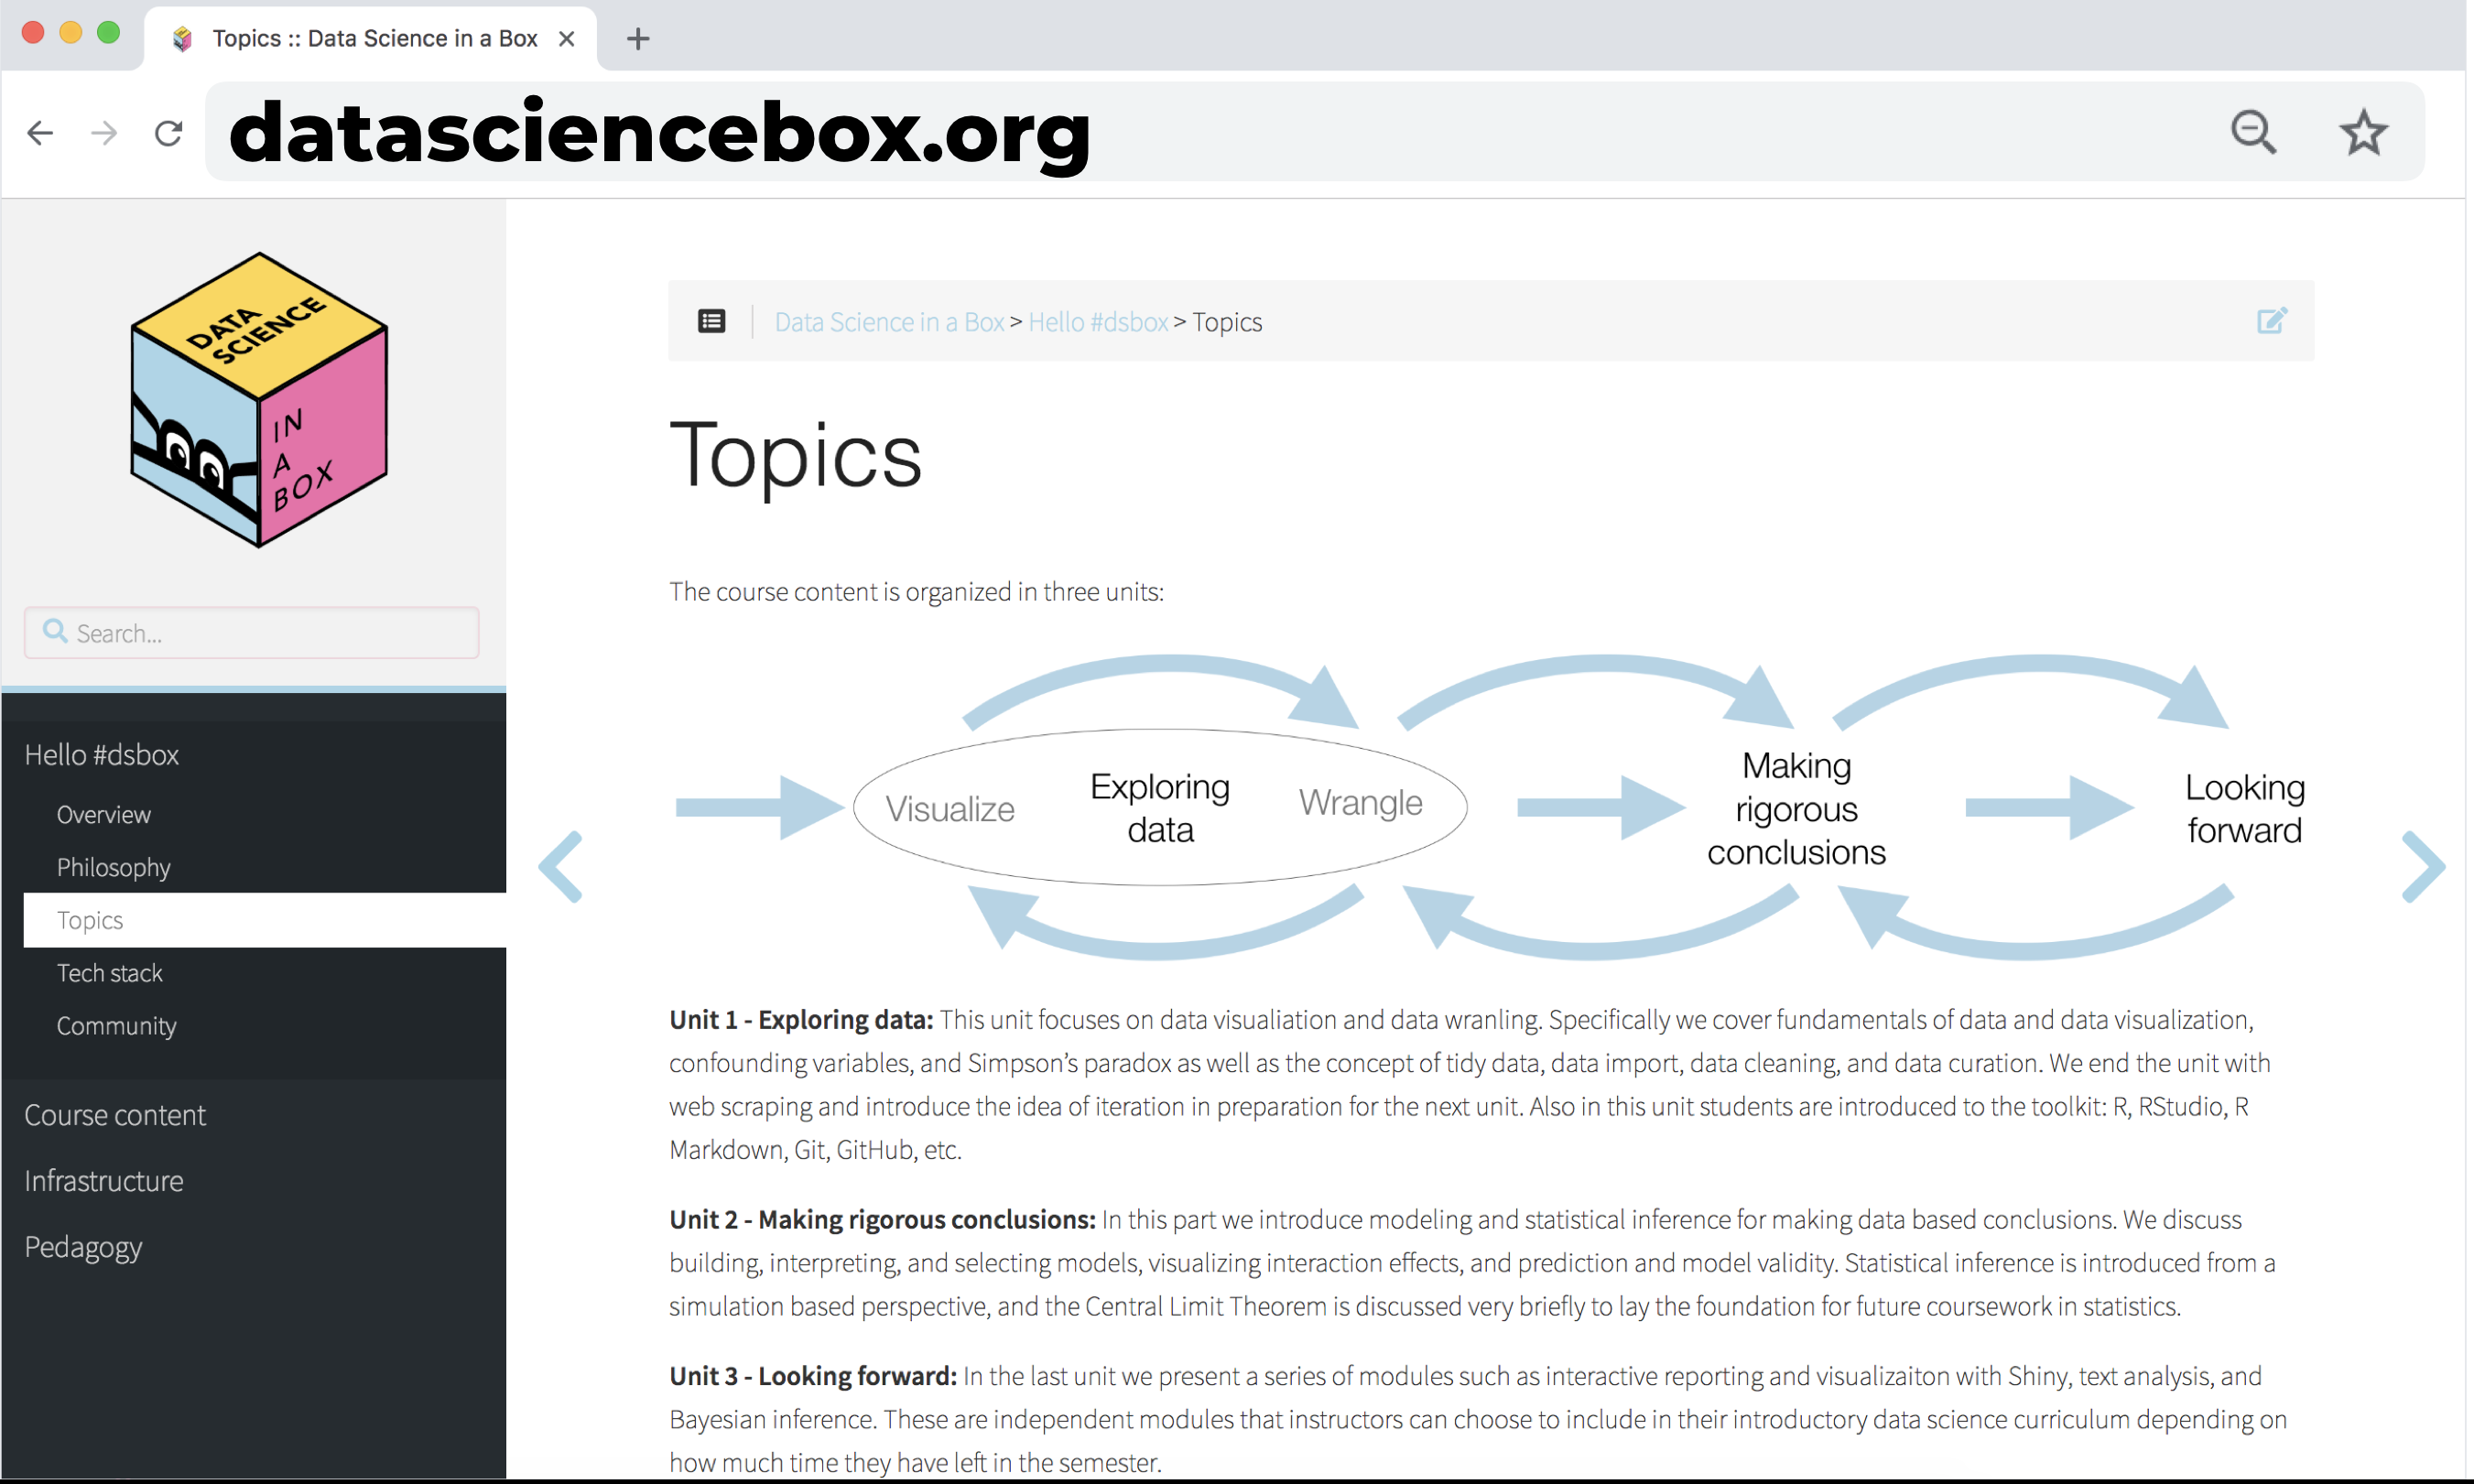 Topics :: Data Science in a Box
datasciencebox.org
DATA
SCIENCE
IN
A
BOX
Search...
Hello #dsbox
Overview
Philosophy
Topics
Tech stack
Community
Course content
Infrastructure
Pedagogy
Data Science in a Box > Hello #dsbox > Topics
Topics
The course content is organized in three units:
Visualize
Exploring
data
Wrangle
Making
rigorous
conclusions
Looking
forward
Unit 1 - Exploring data: This unit focuses on data visualiation and data wranling. Specifically we cover fundamentals of data and data visualization,
confounding variables, and Simpson's paradox as well as the concept of tidy data, data import, data cleaning, and data curation. We end the unit with
web scraping and introduce the idea of iteration in preparation for the next unit. Also in this unit students are introduced to the toolkit: R, RStudio, R
Markdown, Git, GitHub, etc.
Unit 2 - Making rigorous conclusions: In this part we introduce modeling and statistical inference for making data based conclusions. We discuss
building, interpreting, and selecting models, visualizing interaction effects, and prediction and model validity. Statistical inference is introduced from a
simulation based perspective, and the Central Limit Theorem is discussed very briefly to lay the foundation for future coursework in statistics.
Unit 3 - Looking forward: In the last unit we present a series of modules such as interactive reporting and visualizaiton with Shiny, text analysis, and
Bayesian inference. These are independent modules that instructors can choose to include in their introductory data science curriculum depending on
how much time they have left in the semester.